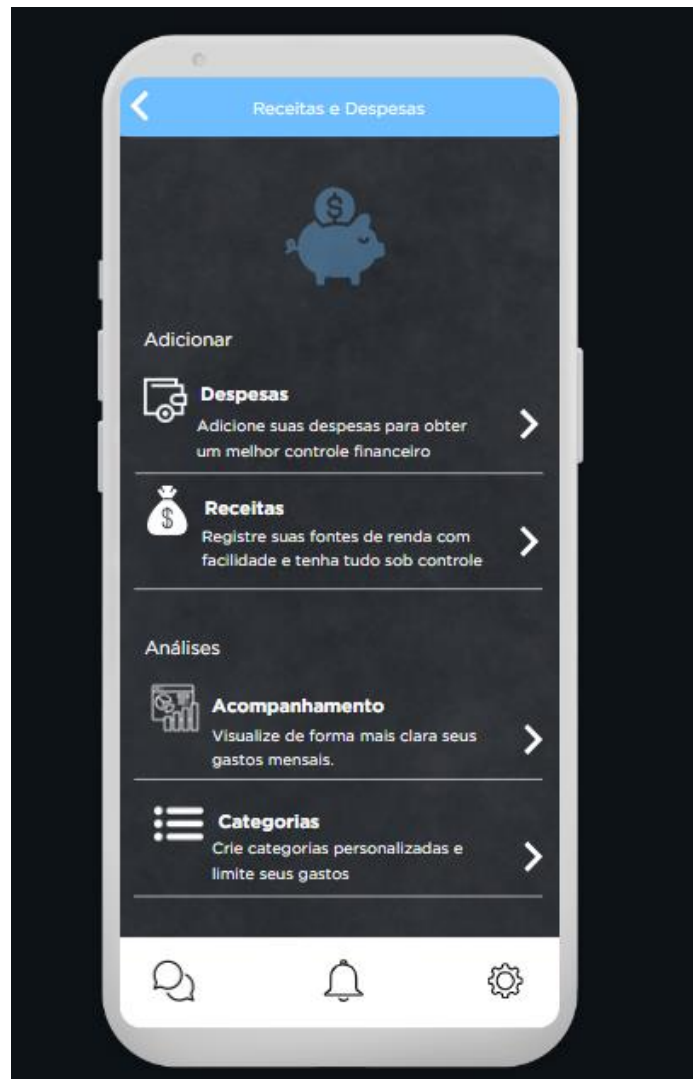 Receitas e Despesas
$
Adicionar
Despesas
Adicione suas despesas para obter
um melhor controle financeiro
$
Receitas
Registre suas fontes de renda com
facilidade e tenha tudo sob controle
Análises
Acompanhamento
Visualize de forma mais clara seus
gastos mensais.
Categorias
Crie categorias personalizadas e
limite seus gastos